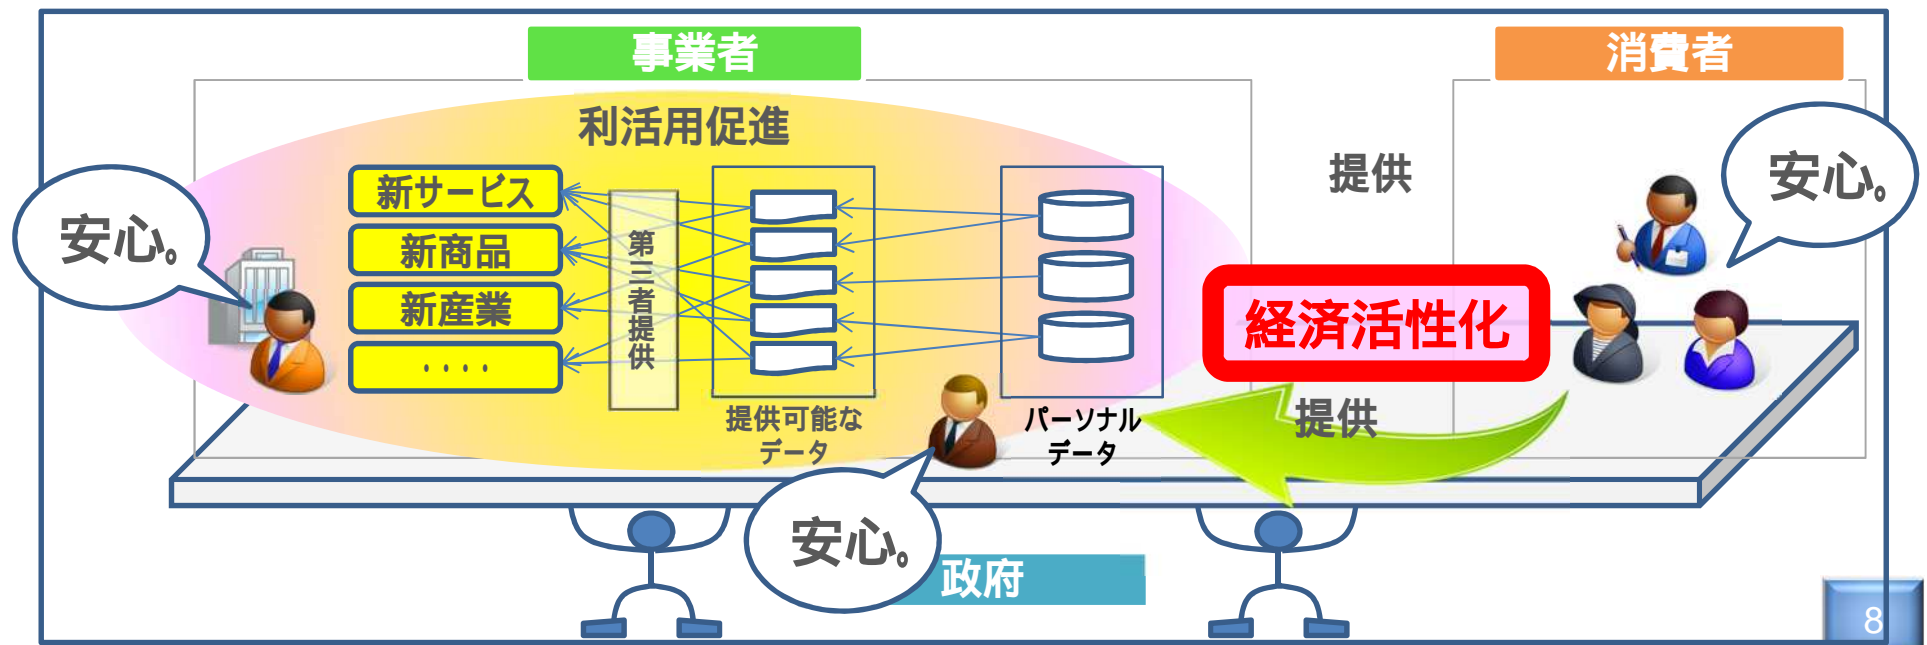 事業者
消費者
利活用促進
提供
安心。
安心。
新サービス
新商品
新産業
・・・・
第三者提供
経済活性化
提供可能な
データ
パーソナル
データ
提供
安心。
政府
8